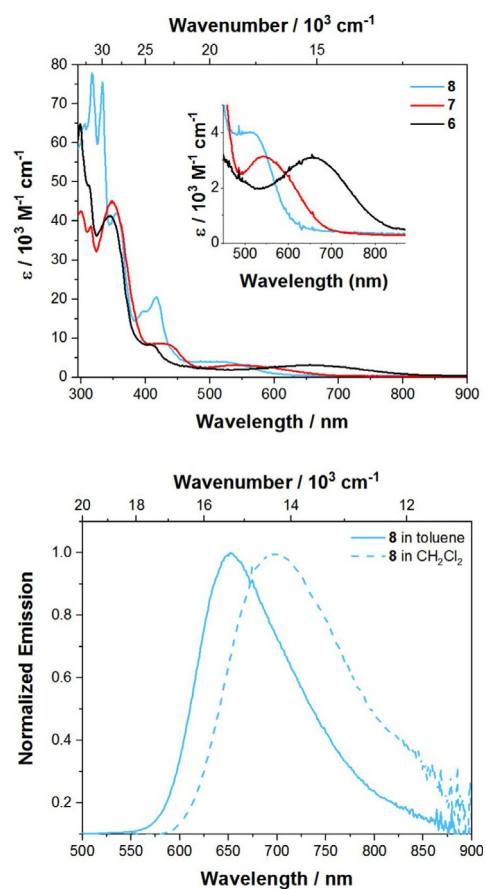 Wavenumber / 10³ cm⁻¹
30 25 20 15
80
70
60
50
40
30
20
10
0
ε / 10³ M⁻¹ cm⁻¹
8
7
6
4
2
ε / 10³ M⁻¹ cm⁻¹
500 600 700 800
Wavelength (nm)
300 400 500 600 700 800 900
Wavelength / nm
Wavenumber / 10³ cm⁻¹
20 18 16 14 12
1.0
0.8
0.6
0.4
0.2
Normalized Emission
8 in toluene
8 in CH₂Cl₂
500 550 600 650 700 750 800 850 900
Wavelength / nm